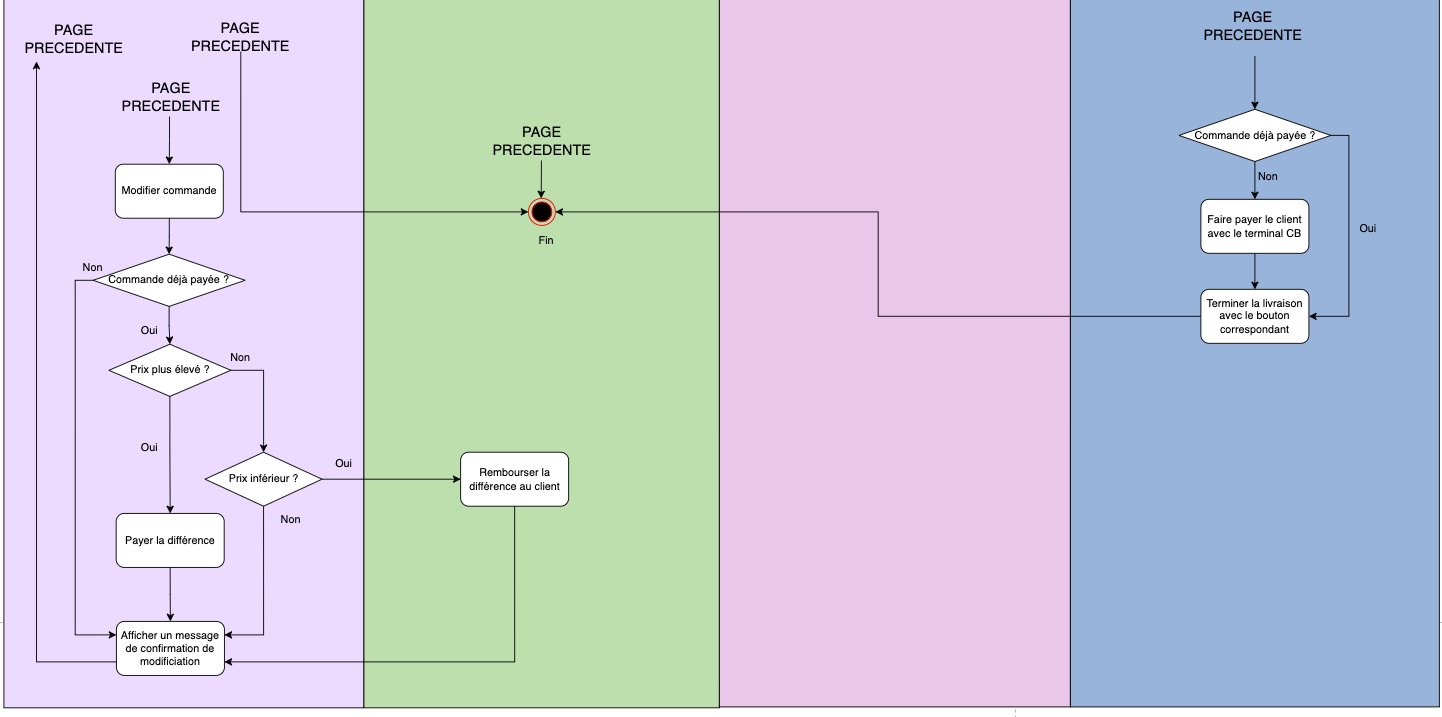 PAGE
PRECEDENTE
PAGE
PRECEDENTE
PAGE
PRECEDENTE
Modifier commande
Non
Commande déjà payée ?
Oui
Prix plus élevé ?
Non
Oui
Prix inférieur ?
Oui
Non
Payer la différence
Afficher un message
de confirmation de
modificiation
PAGE
PRECEDENTE
Fin
Rembourser la
différence au client
PAGE
PRECEDENTE
Commande déjà payée ?
Non
Faire payer le client
avec le terminal CB
Oui
Terminer la livraison
avec le bouton
correspondant